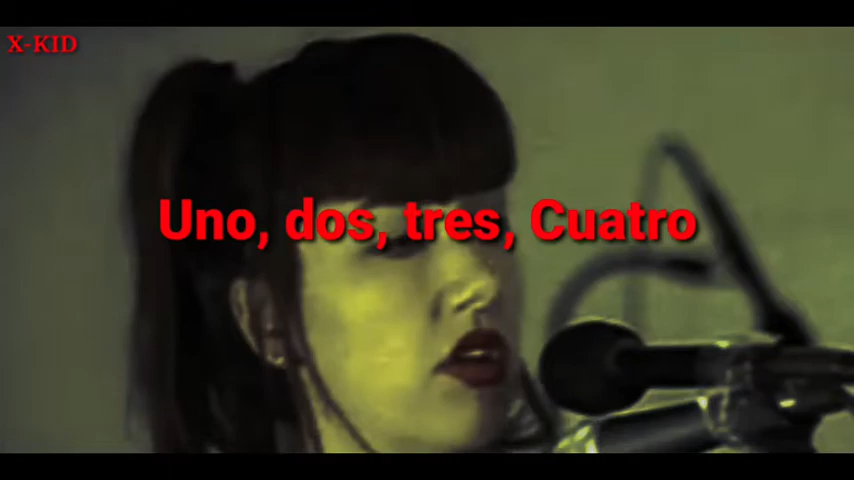 X-KID
Uno, dos, tres, Cuatro